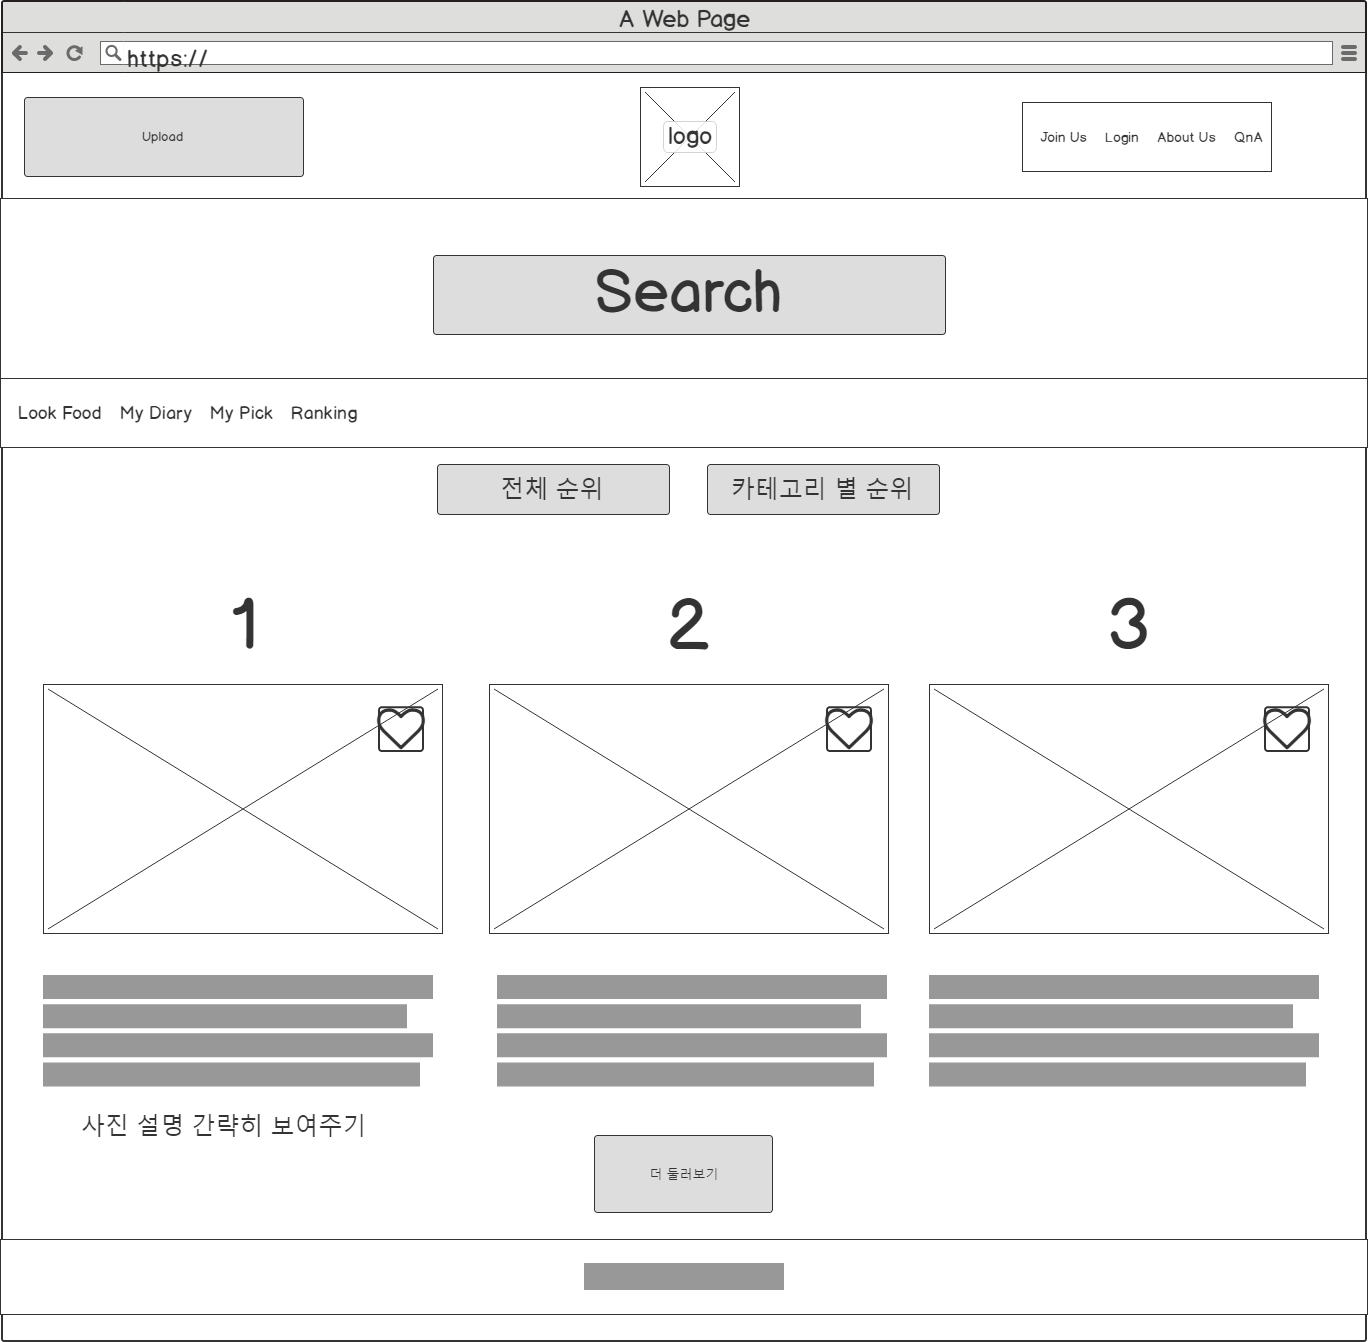 A Web Page
https://
Upload
logo
Join Us Login About Us QnA
Search
Look Food My Diary My Pick Ranking
전체 순위
카테고리 별 순위
1
2
3
사진 설명 간략히 보여주기
더 둘러보기